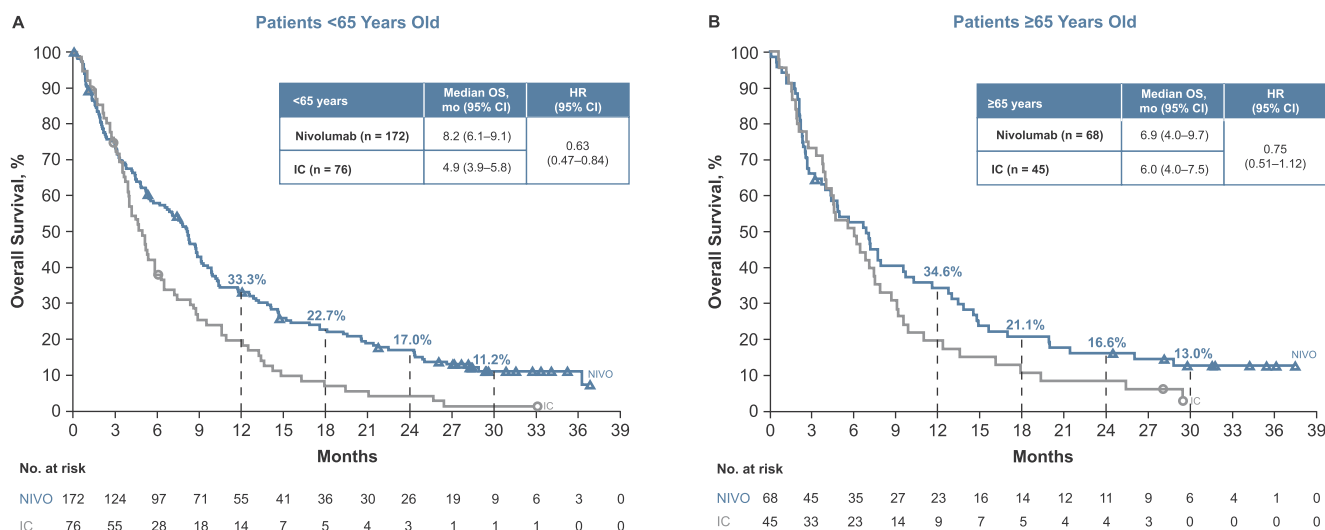 A
Patients <65 Years Old
100
90
80
70
60
50
40
30
20
10
0
Overall Survival, %
<65 years
Median OS, mo (95% CI)
HR (95% CI)
Nivolumab (n = 172)
8.2 (6.1–9.1)
0.63 (0.47–0.84)
IC (n = 76)
4.9 (3.9–5.8)
33.3%
22.7%
17.0%
11.2%
NIVO
IC
0 3 6 9 12 15 18 21 24 27 30 33 36 39
Months
No. at risk
NIVO 172 124 97 71 55 41 36 30 26 19 9 6 3 0
IC 76 55 28 18 14 7 5 4 3 1 1 1 0 0
B
Patients ≥65 Years Old
100
90
80
70
60
50
40
30
20
10
0
Overall Survival, %
≥65 years
Median OS, mo (95% CI)
HR (95% CI)
Nivolumab (n = 68)
6.9 (4.0–9.7)
0.75 (0.51–1.12)
IC (n = 45)
6.0 (4.0–7.5)
34.6%
21.1%
16.6%
13.0%
NIVO
IC
0 3 6 9 12 15 18 21 24 27 30 33 36 39
Months
No. at risk
NIVO 68 45 35 27 23 16 14 12 11 9 6 4 1 0
IC 45 33 23 14 9 7 5 4 4 3 0 0 0 0